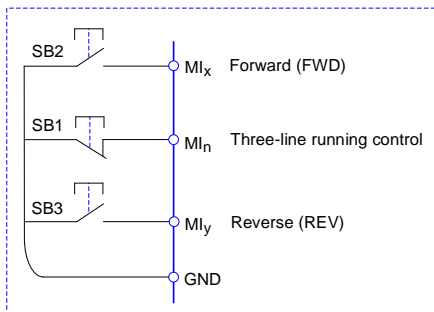 SB2
MIx Forward (FWD)
SB1
MIn Three-line running control
SB3
MIy Reverse (REV)
GND